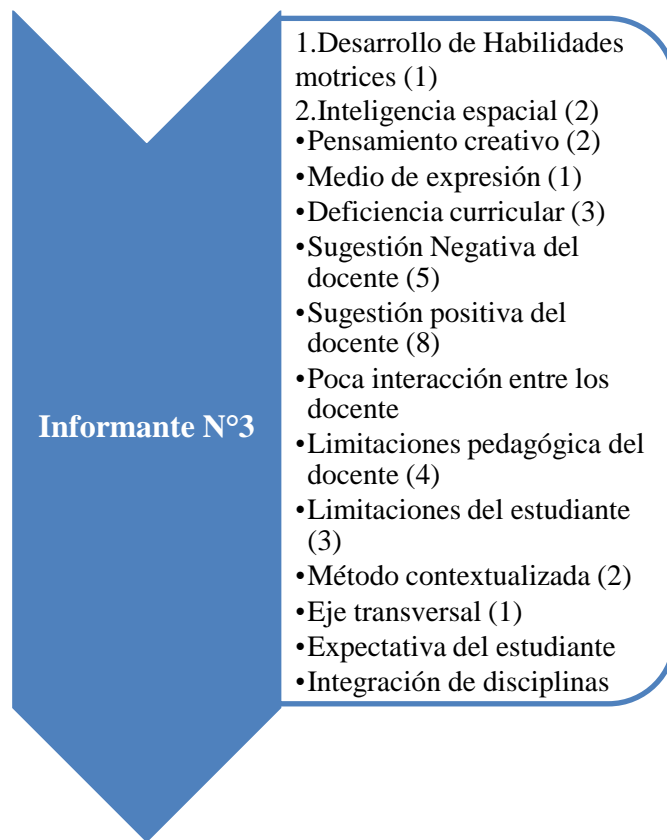 1.Desarrollo de Habilidades
motrices (1)
2.Inteligencia espacial (2)
•Pensamiento creativo (2)
•Medio de expresión (1)
•Deficiencia curricular (3)
•Sugestión Negativa del
docente (5)
•Sugestión positiva del
docente (8)
•Poca interacción entre los
docente
•Limitaciones pedagógica del
docente (4)
•Limitaciones del estudiante
(3)
•Método contextualizada (2)
•Eje transversal (1)
•Expectativa del estudiante
•Integración de disciplinas
Informante N°3